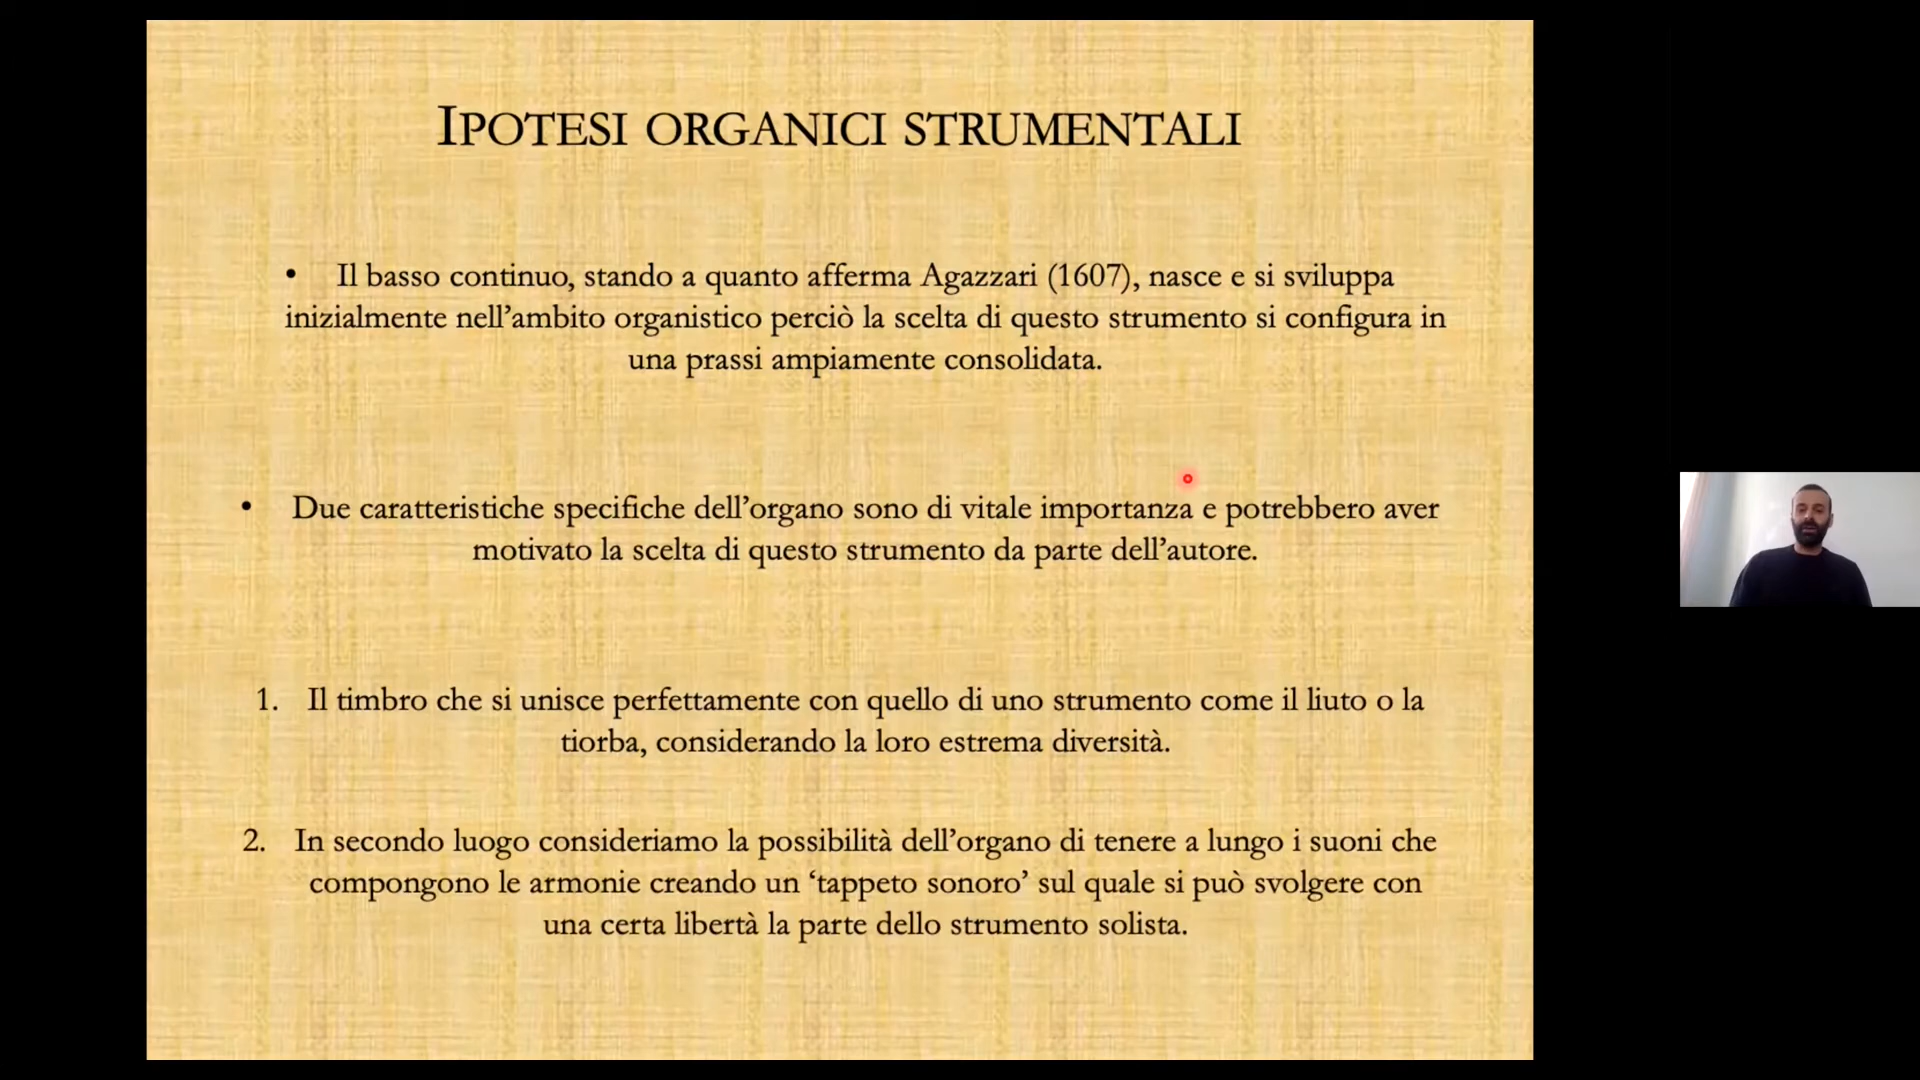 Ipotesi organici strumentali
• Il basso continuo, stando a quanto afferma Agazzari (1607), nasce e si sviluppa
inizialmente nell’ambito organistico perciò la scelta di questo strumento si configura in
una prassi ampiamente consolidata.
• Due caratteristiche specifiche dell’organo sono di vitale importanza e potrebbero aver
motivato la scelta di questo strumento da parte dell’autore.
1. Il timbro che si unisce perfettamente con quello di uno strumento come il liuto o la
tiorba, considerando la loro estrema diversità.
2. In secondo luogo consideriamo la possibilità dell’organo di tenere a lungo i suoni che
compongono le armonie creando un ‘tappeto sonoro’ sul quale si può svolgere con
una certa libertà la parte dello strumento solista.